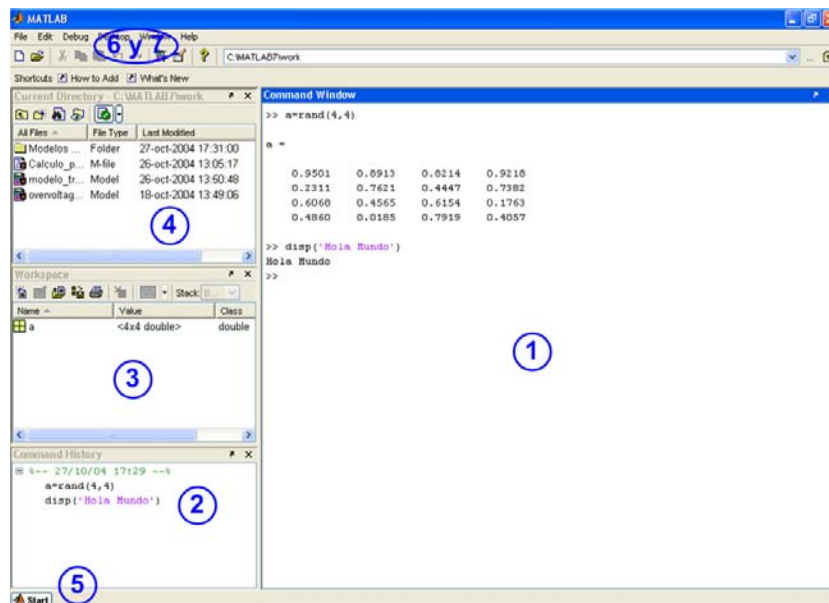 MATLAB
File Edit Debug Desktop Window Help
6 y 7
C:\MATLAB7\work
Shortcuts How to Add What's New
Current Directory - C:\MATLAB7\work
All Files File Type Last Modified
Modelos ... Folder 27-oct-2004 17:31:00
Calculo_p... M-file 26-oct-2004 13:05:17
modelo_tr... Model 26-oct-2004 13:50:48
overvoltag... Model 18-oct-2004 13:49:06
4
Workspace
Stack:
Name Value Class
a <4x4 double> double
3
Command History
%-- 27/10/04 17:29 --%
a=rand(4,4)
disp('Hola Mundo')
2
5
Start
Command Window
>> a=rand(4,4)
a =
0.9501 0.8913 0.8214 0.9218
0.2311 0.7621 0.4447 0.7382
0.6068 0.4565 0.6154 0.1763
0.4860 0.0185 0.7919 0.4057
>> disp('Hola Mundo')
Hola Mundo
>>
1